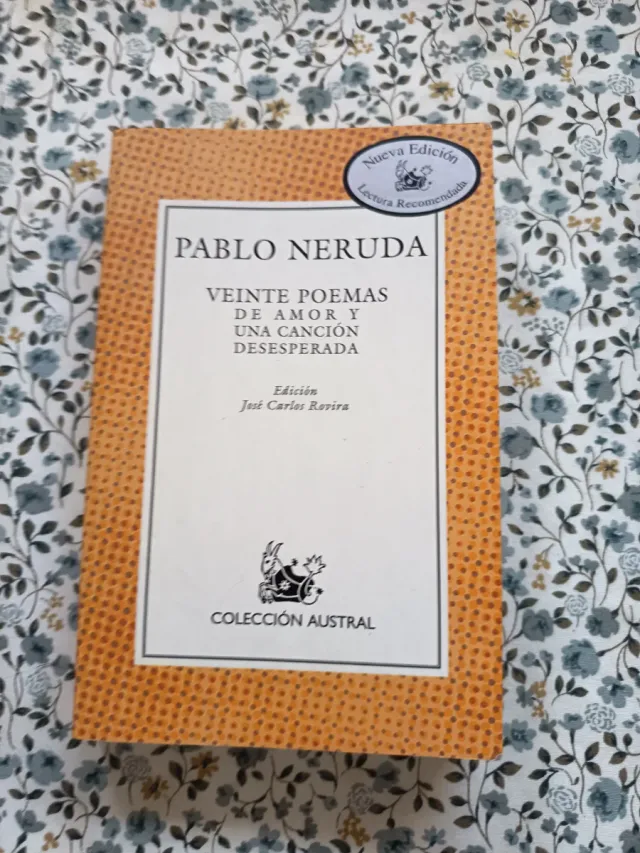 Nueva Edición
Lectura Recomendada
PABLO NERUDA
VEINTE POEMAS
DE AMOR Y
UNA CANCIÓN
DESESPERADA
Edición
José Carlos Rovira
COLECCIÓN AUSTRAL